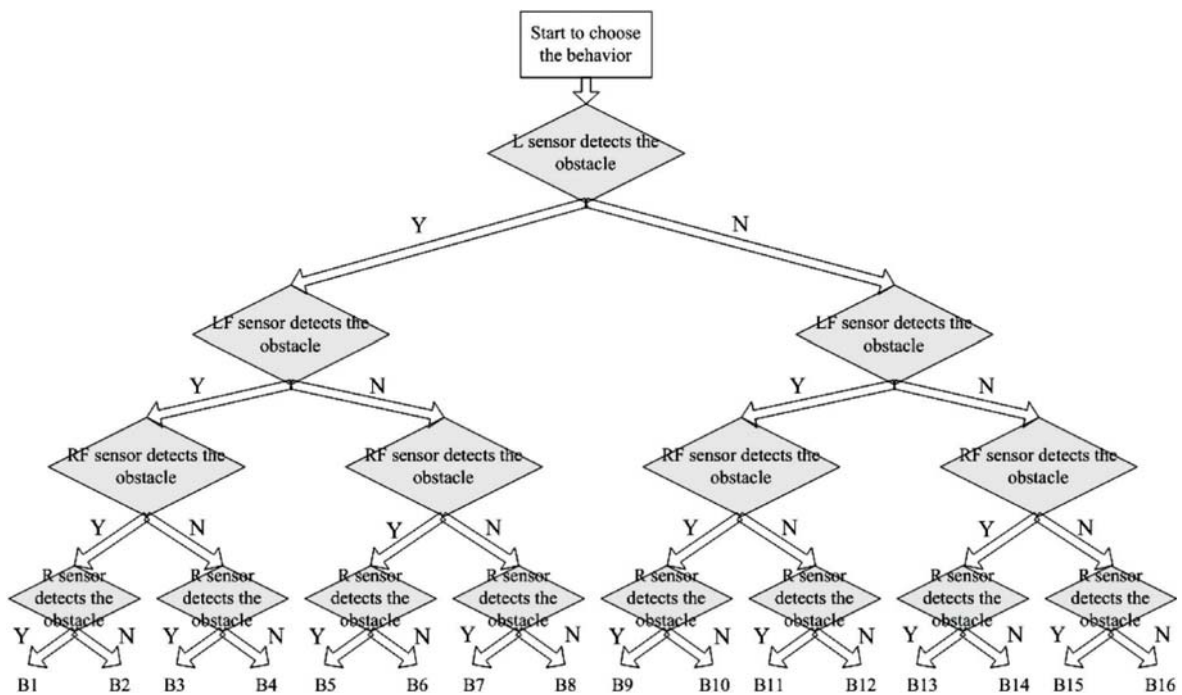 Start to choose
the behavior
L sensor detects the
obstacle
Y
N
LF sensor detects the
obstacle
LF sensor detects the
obstacle
Y
N
Y
N
RF sensor detects the
obstacle
RF sensor detects the
obstacle
RF sensor detects the
obstacle
RF sensor detects the
obstacle
Y
N
Y
N
Y
N
Y
N
R sensor
detects the
obstacle
R sensor
detects the
obstacle
R sensor
detects the
obstacle
R sensor
detects the
obstacle
R sensor
detects the
obstacle
R sensor
detects the
obstacle
R sensor
detects the
obstacle
R sensor
detects the
obstacle
Y
N
Y
N
Y
N
Y
N
Y
N
Y
N
Y
N
Y
N
B1
B2
B3
B4
B5
B6
B7
B8
B9
B10
B11
B12
B13
B14
B15
B16